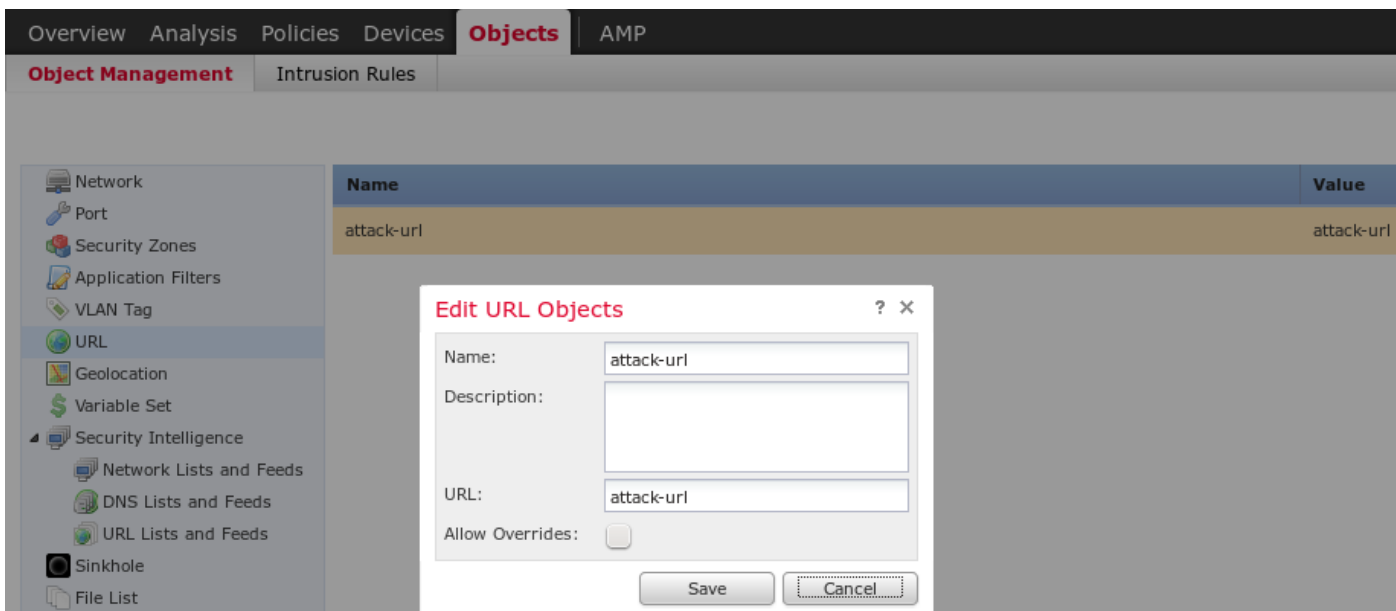 Overview Analysis Policies Devices Objects AMP
Object Management Intrusion Rules
Network
Port
Security Zones
Application Filters
VLAN Tag
URL
Geolocation
Variable Set
Security Intelligence
Network Lists and Feeds
DNS Lists and Feeds
URL Lists and Feeds
Sinkhole
File List
Name Value
attack-url attack-url
Edit URL Objects ? ×
Name: attack-url
Description:
URL: attack-url
Allow Overrides:
Save Cancel